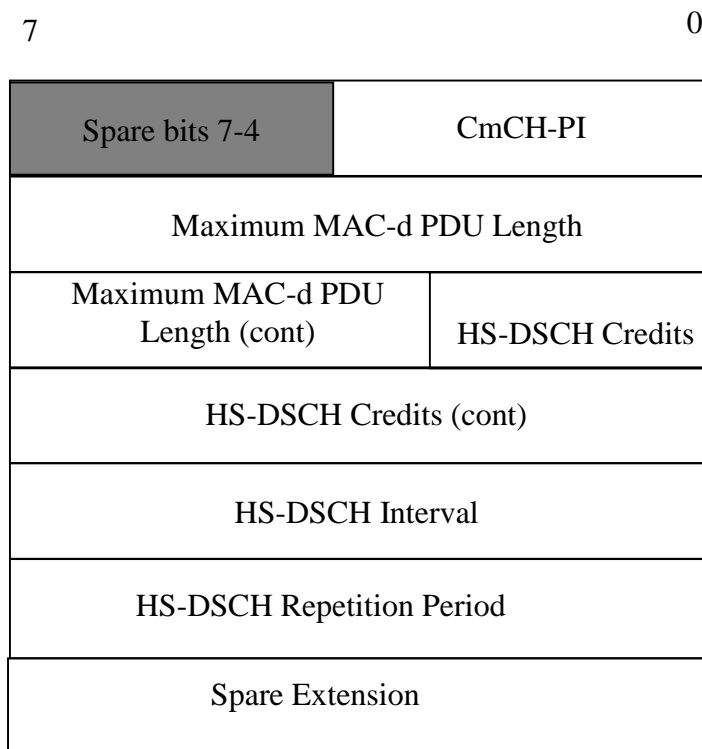 7 0
Spare bits 7-4 CmCH-PI
Maximum MAC-d PDU Length
Maximum MAC-d PDU
Length (cont) HS-DSCH Credits
HS-DSCH Credits (cont)
HS-DSCH Interval
HS-DSCH Repetition Period
Spare Extension